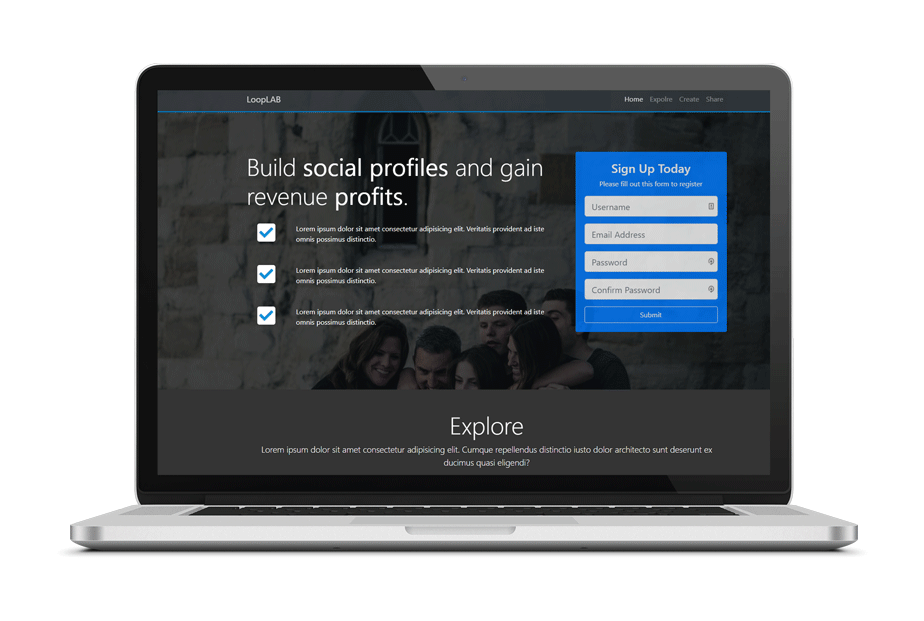 LoopLAB
Home Expolre Create Share
Build social profiles and gain
revenue profits.
Lorem ipsum dolor sit amet consectetur adipisicing elit. Veritatis provident ad iste
omnis possimus distinctio.
Lorem ipsum dolor sit amet consectetur adipisicing elit. Veritatis provident ad iste
omnis possimus distinctio.
Lorem ipsum dolor sit amet consectetur adipisicing elit. Veritatis provident ad iste
omnis possimus distinctio.
Sign Up Today
Please fill out this form to register
Username
Email Address
Password
Confirm Password
Submit
Explore
Lorem ipsum dolor sit amet consectetur adipisicing elit. Cumque repellendus distinctio iusto dolor architecto sunt deserunt ex
ducimus quasi eligendi?